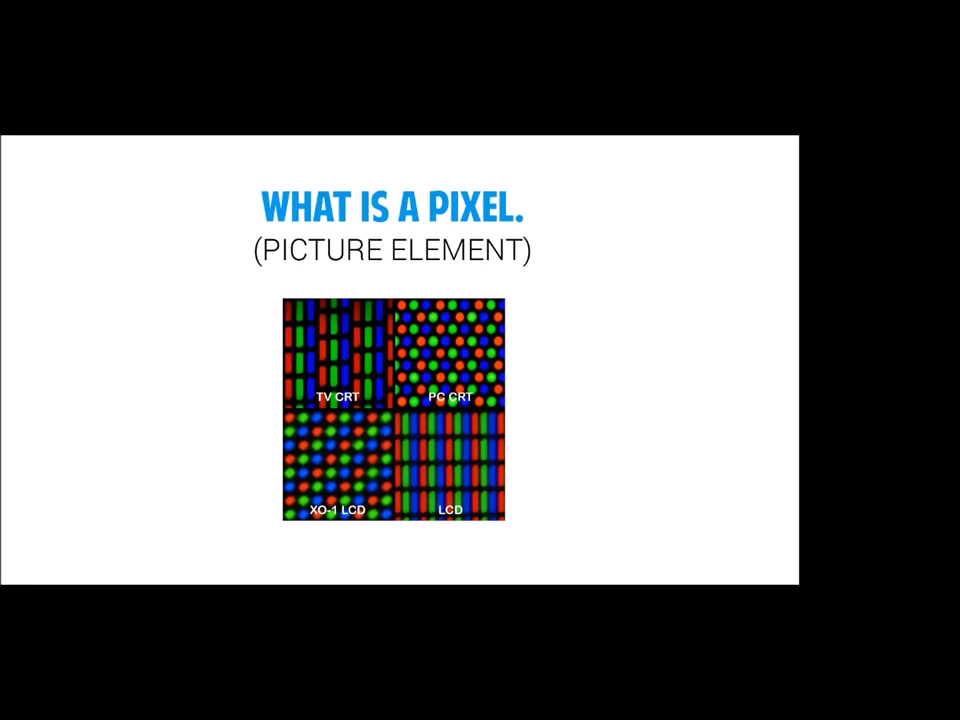 WHAT IS A PIXEL.
(PICTURE ELEMENT)
TV CRT
PC CRT
XO-1 LCD
LCD